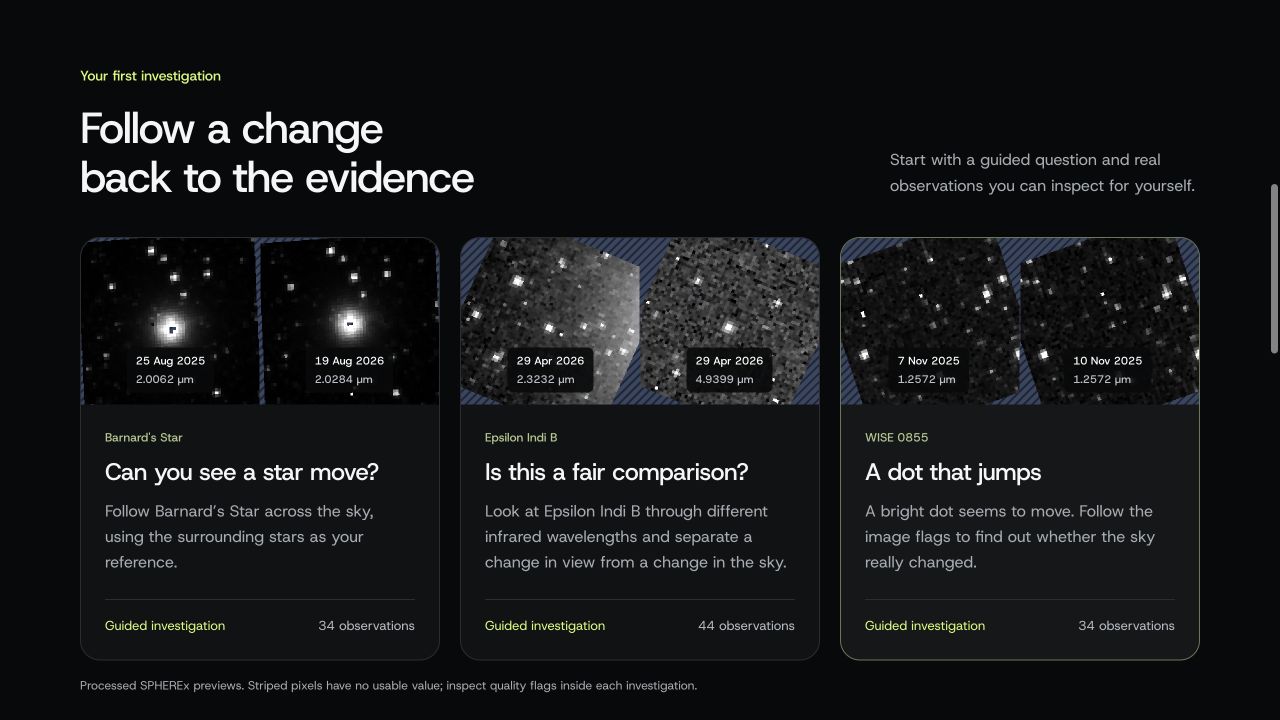 Your first investigation
Follow a change
back to the evidence
Start with a guided question and real
observations you can inspect for yourself.
25 Aug 2025
2.0062 µm
19 Aug 2026
2.0284 µm
Barnard's Star
Can you see a star move?
Follow Barnard’s Star across the sky,
using the surrounding stars as your
reference.
Guided investigation
34 observations
29 Apr 2026
2.3232 µm
29 Apr 2026
4.9399 µm
Epsilon Indi B
Is this a fair comparison?
Look at Epsilon Indi B through different
infrared wavelengths and separate a
change in view from a change in the sky.
Guided investigation
44 observations
7 Nov 2025
1.2572 µm
10 Nov 2025
1.2572 µm
WISE 0855
A dot that jumps
A bright dot seems to move. Follow the
image flags to find out whether the sky
really changed.
Guided investigation
34 observations
Processed SPHEREx previews. Striped pixels have no usable value; inspect quality flags inside each investigation.